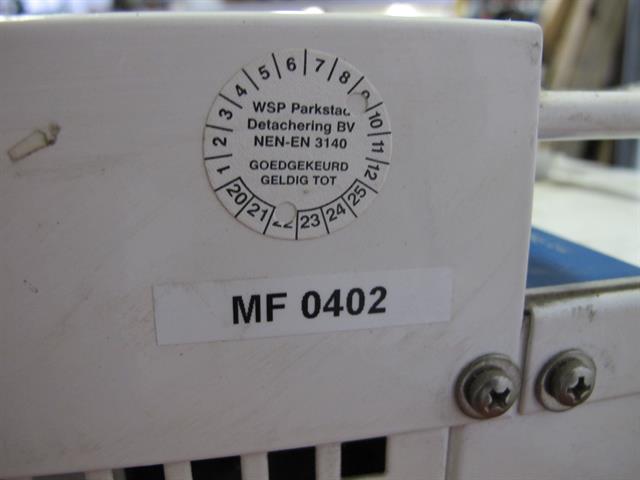 1 2 3 4 5 6 7 8 9 10 11 12
WSP Parkstad
Detachering BV
NEN-EN 3140
GOEDGEKEURD
GELDIG TOT
20 21 22 23 24 25
MF 0402